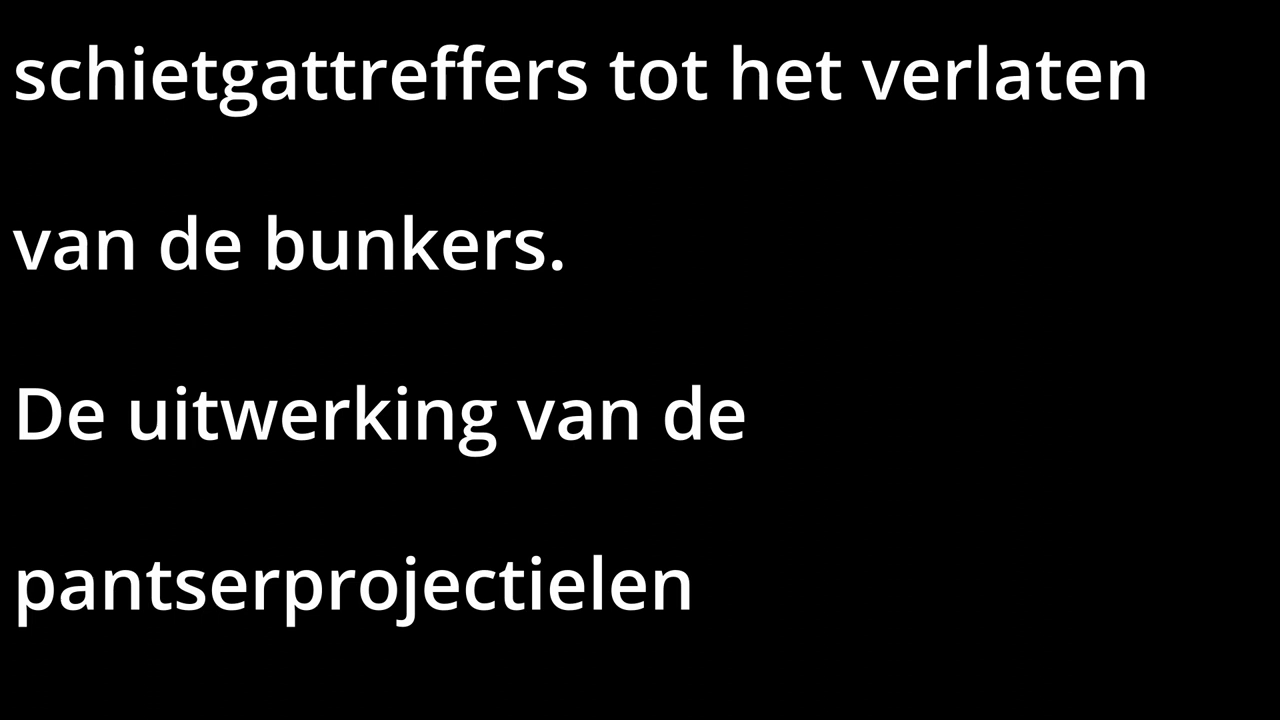 schietgattreffers tot het verlaten
van de bunkers.
De uitwerking van de
pantserprojectielen